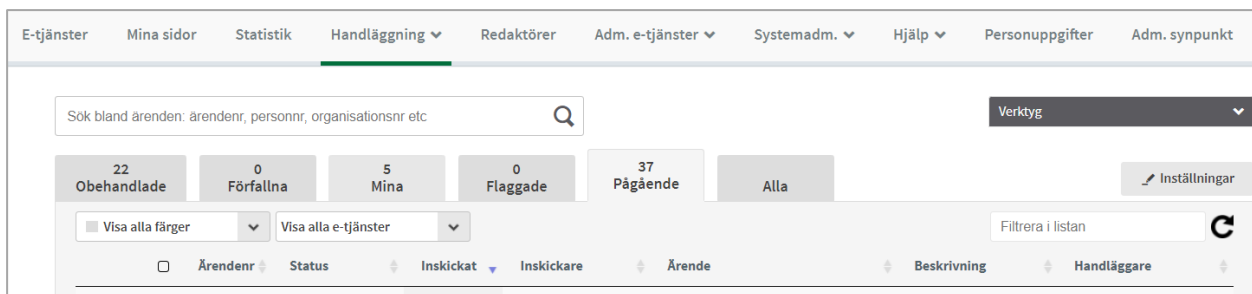 E-tjänster Mina sidor Statistik Handläggning Redaktörer Adm. e-tjänster Systemadm. Hjälp Personuppgifter Adm. synpunkt
Sök bland ärenden: ärendenr, personnr, organisationsnr etc Verktyg
22 0 5 0 37
Obehandlade Förfallna Mina Flaggade Pågående Alla Inställningar
Visa alla färger Visa alla e-tjänster Filtrera i listan
Ärendenr Status Inskickat Inskickare Ärende Beskrivning Handläggare